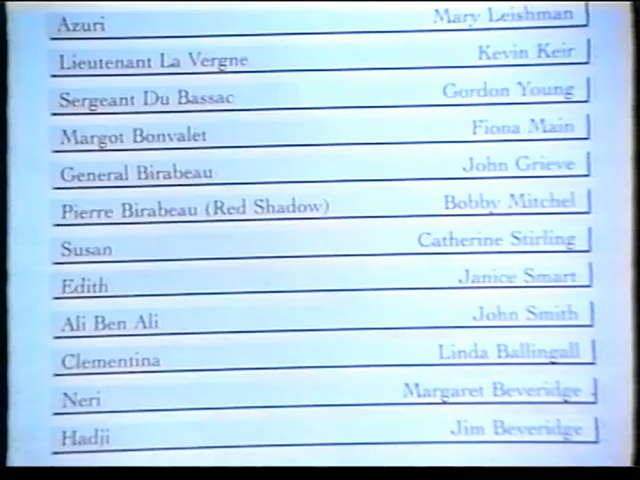 Azuri Mary Leishman
Lieutenant La Vergne Kevin Keir
Sergeant Du Bassac Gordon Young
Margot Bonvalet Fiona Main
General Birabeau John Grieve
Pierre Birabeau (Red Shadow) Bobby Mitchel
Susan Catherine Stirling
Edith Janice Smart
Ali Ben Ali John Smith
Clementina Linda Ballingall
Neri Margaret Beveridge
Hadji Jim Beveridge